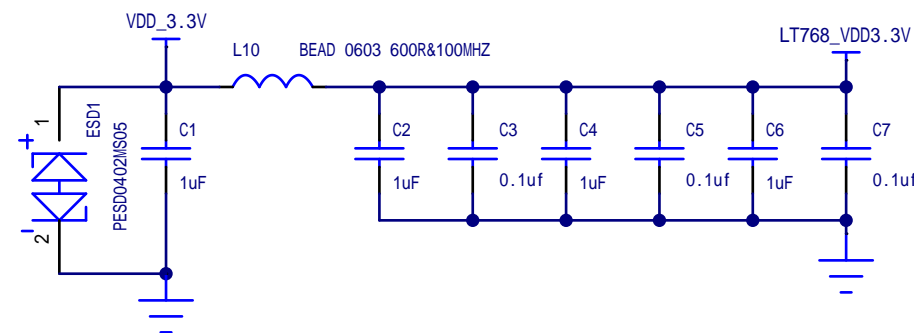 VDD_3.3V
LT768_VDD3.3V
L10
BEAD 0603 600R&100MHZ
1
+
ESD1
PESD0402MS05
-
2
C1
1uF
C2
1uF
C3
0.1uf
C4
1uF
C5
0.1uf
C6
1uF
C7
0.1uf